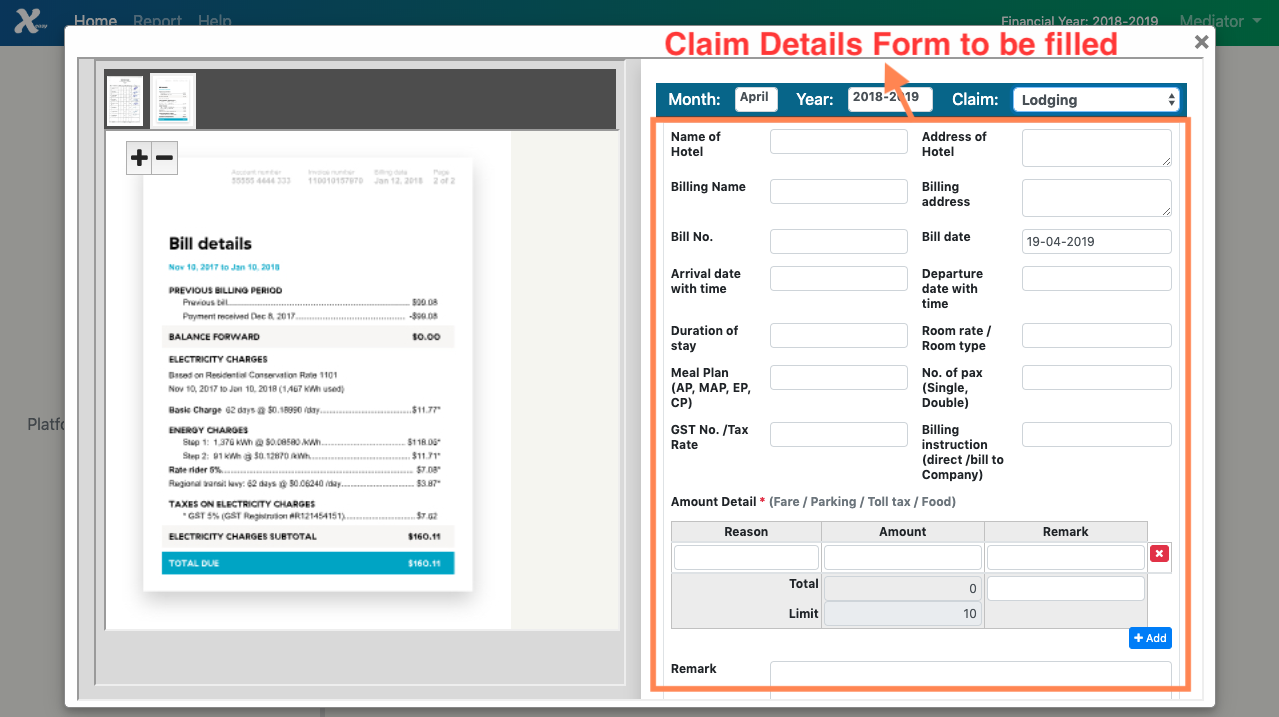 Home Report Help
Financial Year: 2018-2019 Mediator
Claim Details Form to be filled
×
Account number Invoice number Billing date Page
55555 4444 333 Jan 12, 2018 2 of 2
Bill details
Nov 10, 2017 to Jan 10, 2018
PREVIOUS BILLING PERIOD
Previous bill $99.08
Payment received Dec 8, 2017 -$99.08
BALANCE FORWARD $0.00
ELECTRICITY CHARGES
Based on Residential Conservation Rate 1101
Nov 10, 2017 to Jan 10, 2018 (1,467 kWh used)
Basic Charge 62 days @ $0.18990 /day $11.77*
ENERGY CHARGES
Step 1: 1,376 kWh @ $0.08580 /kWh $118.06*
Step 2: 91 kWh @ $0.12870 /kWh $11.71*
Rate rider 5% $7.08*
Regional transit levy: 62 days @ $0.06240 /day $3.87*
TAXES ON ELECTRICITY CHARGES
* GST 5% (GST Registration #R121454151) $7.62
ELECTRICITY CHARGES SUBTOTAL $160.11
TOTAL DUE $160.11
Month: April Year: 2018-2019 Claim: Lodging
Name of
Hotel
Address of
Hotel
Billing Name
Billing
address
Bill No.
Bill date
19-04-2019
Arrival date
with time
Departure
date with
time
Duration of
stay
Room rate /
Room type
Meal Plan
(AP, MAP, EP,
CP)
No. of pax
(Single,
Double)
GST No. /Tax
Rate
Billing
instruction
(direct /bill to
Company)
Amount Detail * (Fare / Parking / Toll tax / Food)
Reason Amount Remark
Total 0
Limit 10
+ Add
Remark